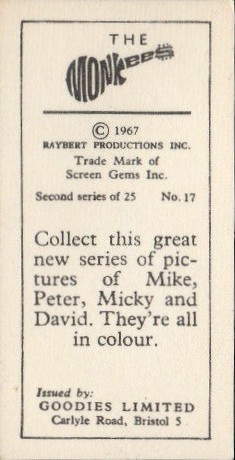 THE
MONKEES
© 1967
RAYBERT PRODUCTIONS INC.
Trade Mark of
Screen Gems Inc.
Second series of 25 No. 17
Collect this great
new series of pic-
tures of Mike,
Peter, Micky and
David. They're all
in colour.
Issued by:
GOODIES LIMITED
Carlyle Road, Bristol 5